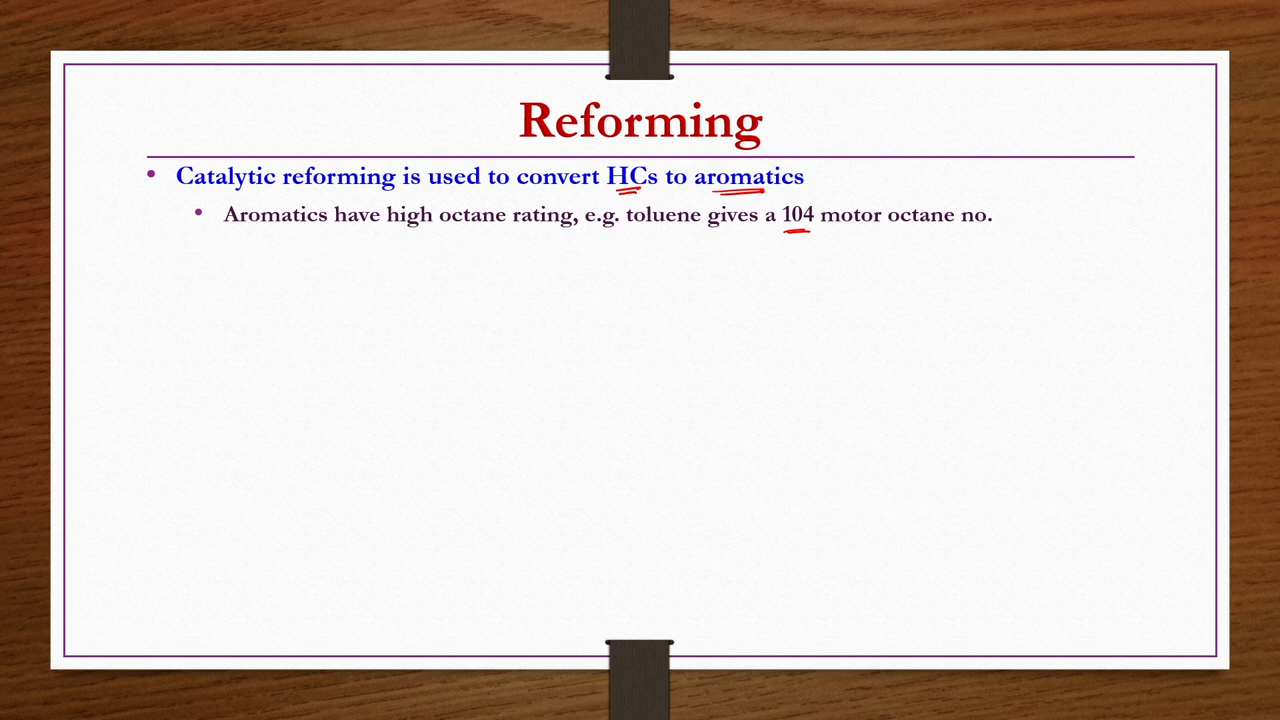 Reforming
• Catalytic reforming is used to convert HCs to aromatics
• Aromatics have high octane rating, e.g. toluene gives a 104 motor octane no.